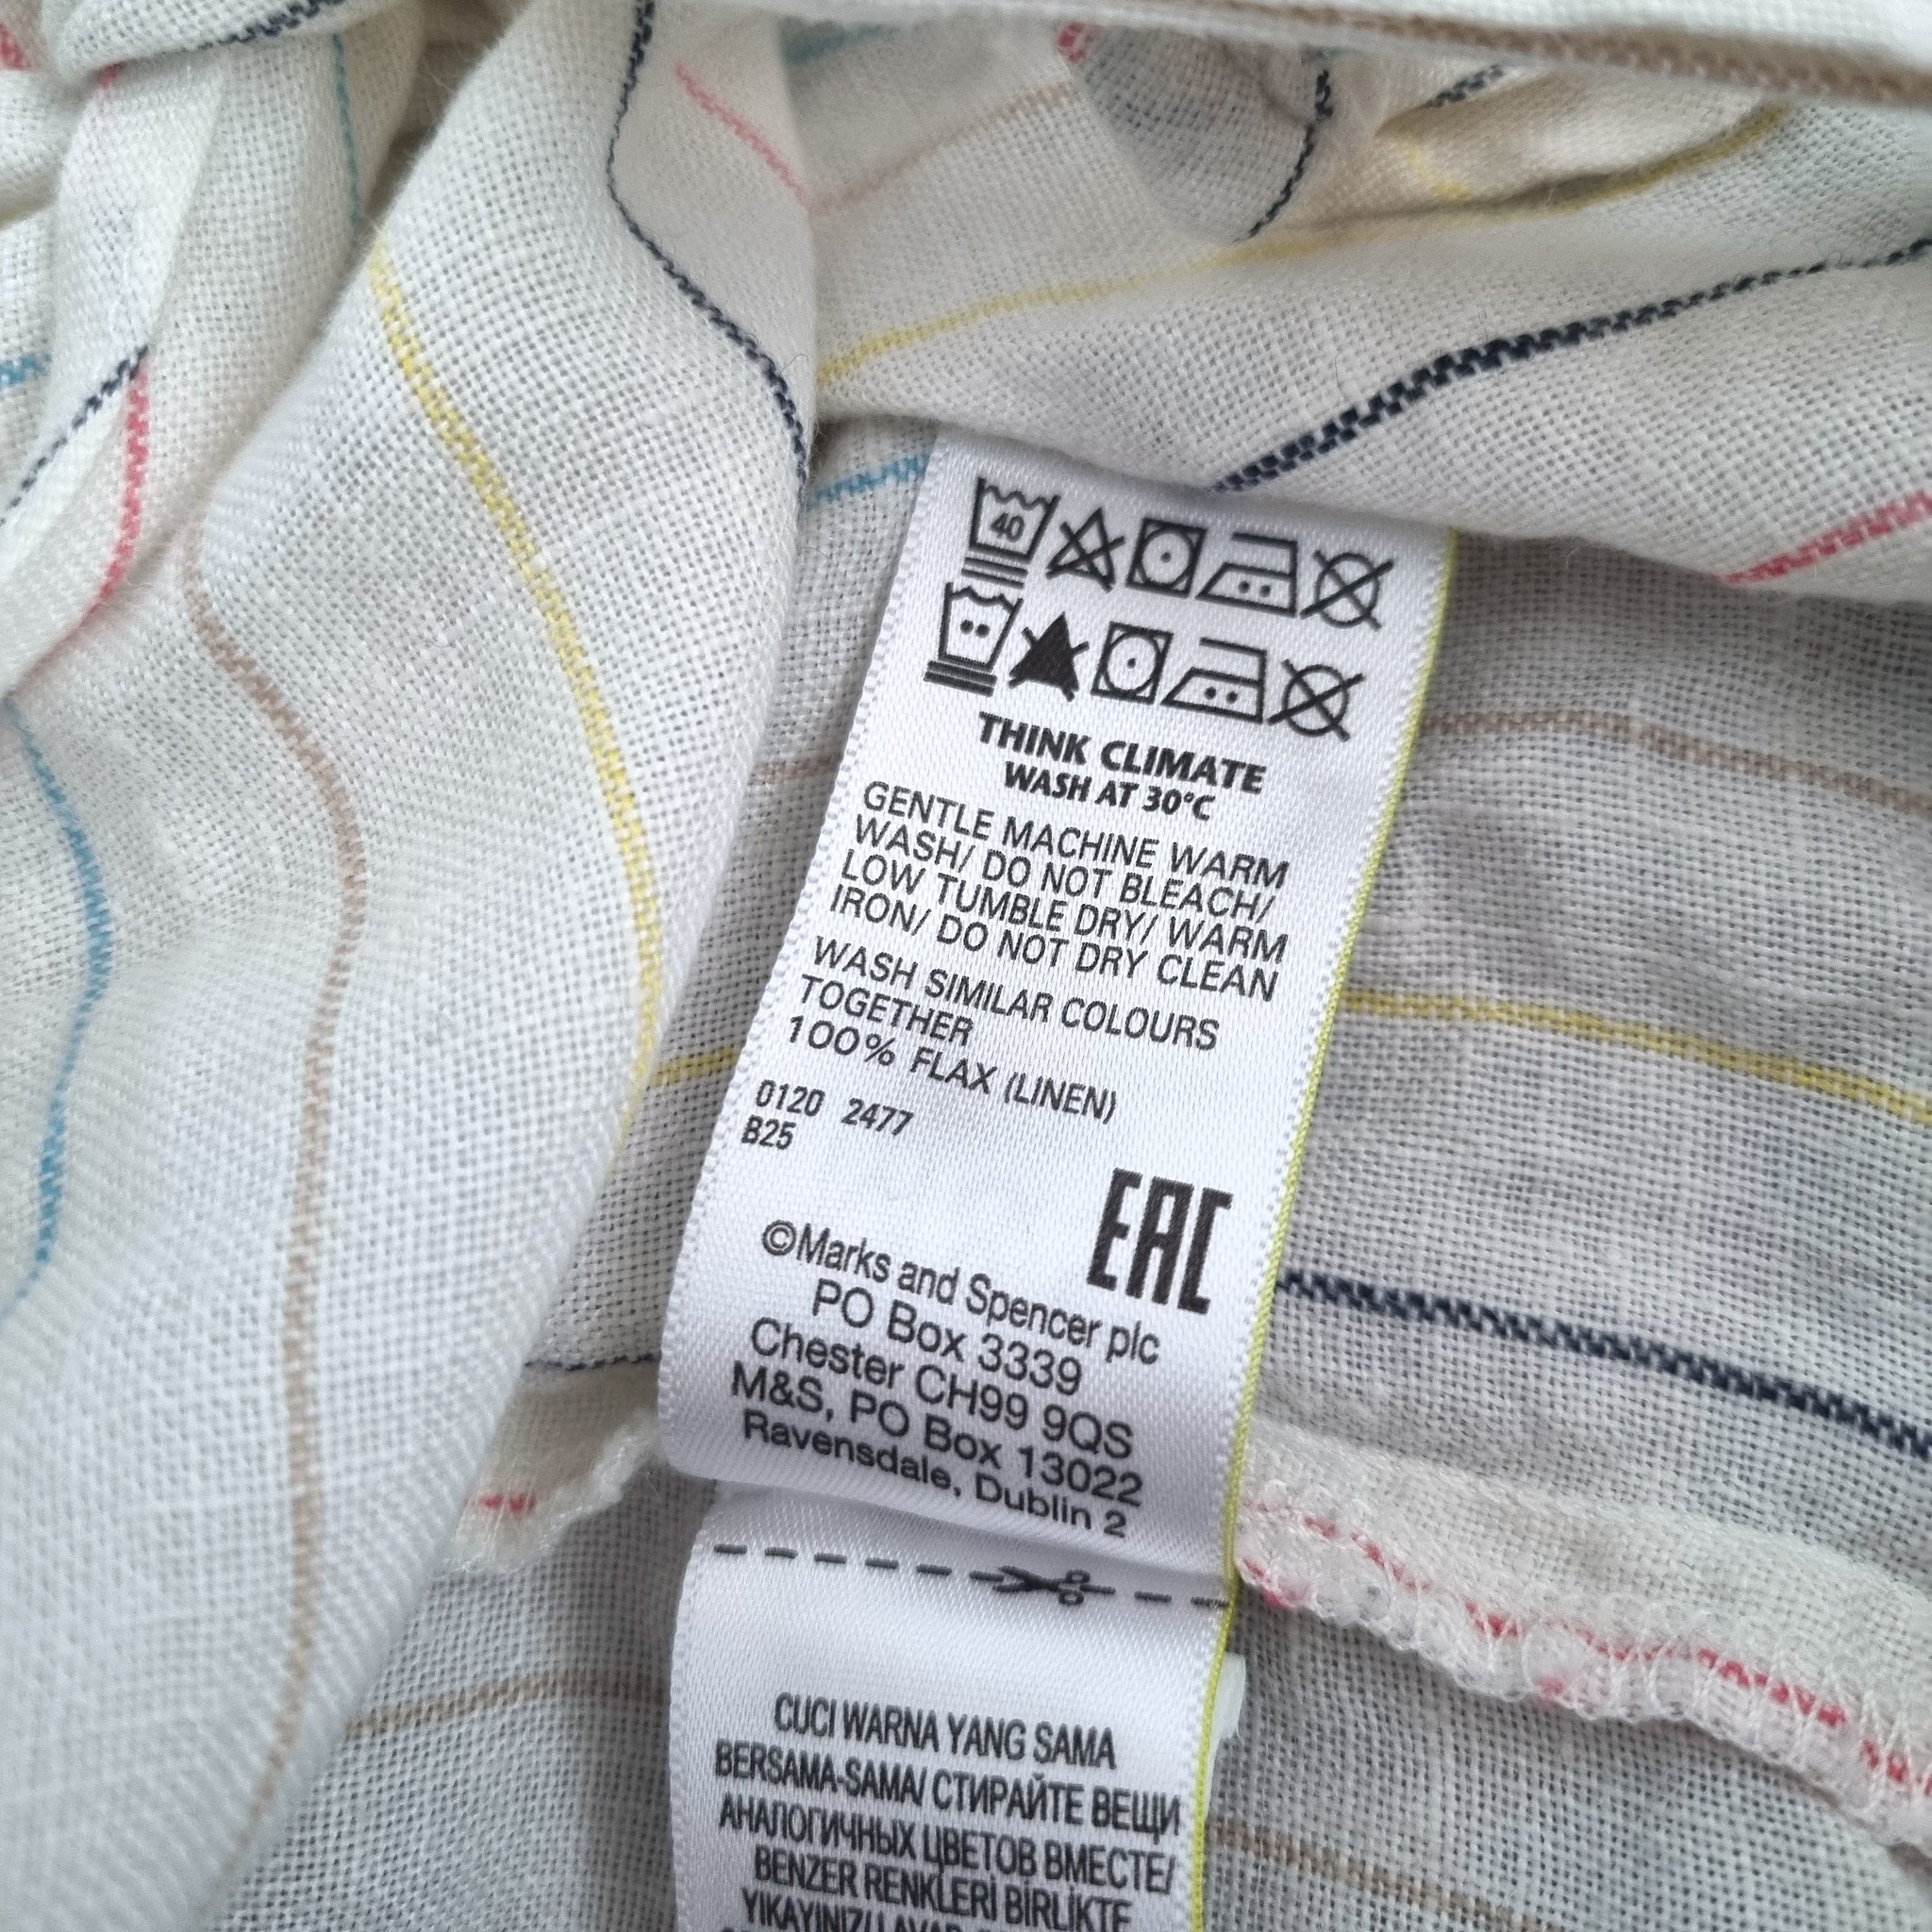 40
THINK CLIMATE
WASH AT 30°C
GENTLE MACHINE WARM
WASH/ DO NOT BLEACH/
LOW TUMBLE DRY/ WARM
IRON/ DO NOT DRY CLEAN
WASH SIMILAR COLOURS
TOGETHER
100% FLAX (LINEN)
0120 2477
B25
EAC
©Marks and Spencer plc
PO Box 3339
Chester CH99 9QS
M&S, PO Box 13022
Ravensdale, Dublin 2
CUCI WARNA YANG SAMA
BERSAMA-SAMA/ СТИРАЙТЕ ВЕЩИ
АНАЛОГИЧНЫХ ЦВЕТОВ ВМЕСТЕ/
BENZER RENKLERİ BİRLİKTE
YIKAYINIZ/